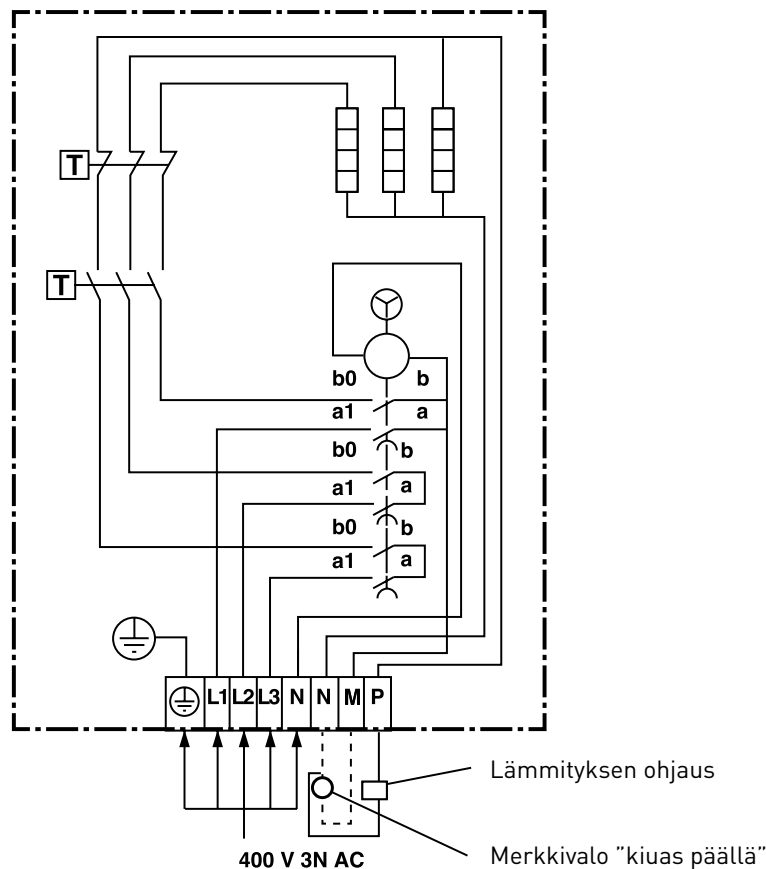 T
T
b0 b
a1 a
b0 b
a1 a
b0 b
a1 a
L1 L2 L3 N N M P
Lämmityksen ohjaus
Merkkivalo ”kiuas päällä”
400 V 3N AC